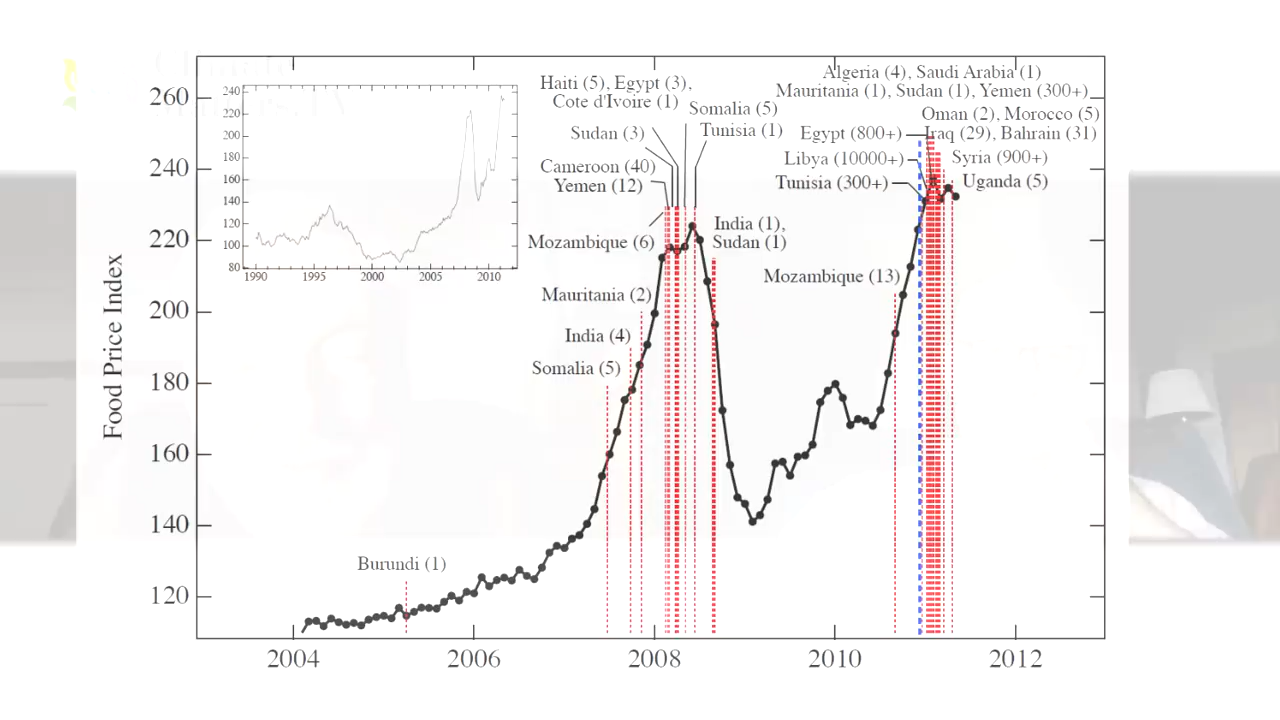 Algeria (4), Saudi Arabia (1)
Mauritania (1), Sudan (1), Yemen (300+)
Oman (2), Morocco (5)
Egypt (800+)
Iraq (29), Bahrain (31)
Libya (10000+)
Syria (900+)
Tunisia (300+)
Uganda (5)
Haiti (5), Egypt (3),
Cote d'Ivoire (1)
Somalia (5)
Sudan (3)
Tunisia (1)
Cameroon (40)
Yemen (12)
Mozambique (6)
India (1),
Sudan (1)
Mauritania (2)
Mozambique (13)
India (4)
Somalia (5)
Burundi (1)
Food Price Index
260
240
220
200
180
160
140
120
2004 2006 2008 2010 2012
240
220
200
180
160
140
120
100
80
1990 1995 2000 2005 2010